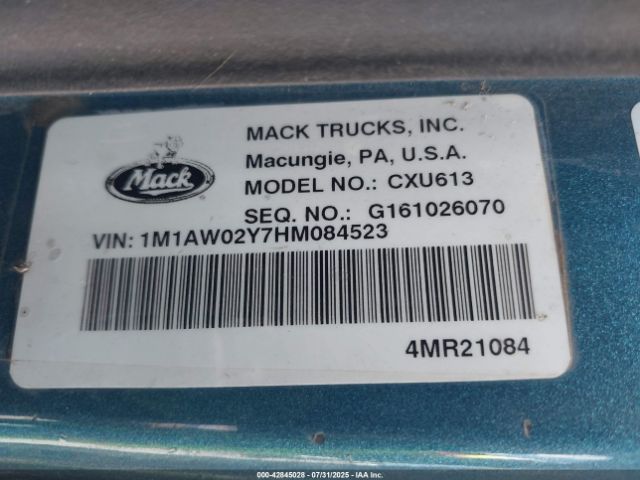 Mack
MACK TRUCKS, INC.
Macungie, PA, U.S.A.
MODEL NO.: CXU613
SEQ. NO.: G161026070
VIN: 1M1AW02Y7HM084523
4MR21084
000-42845028 - 07/31/2025 - IAA Inc.